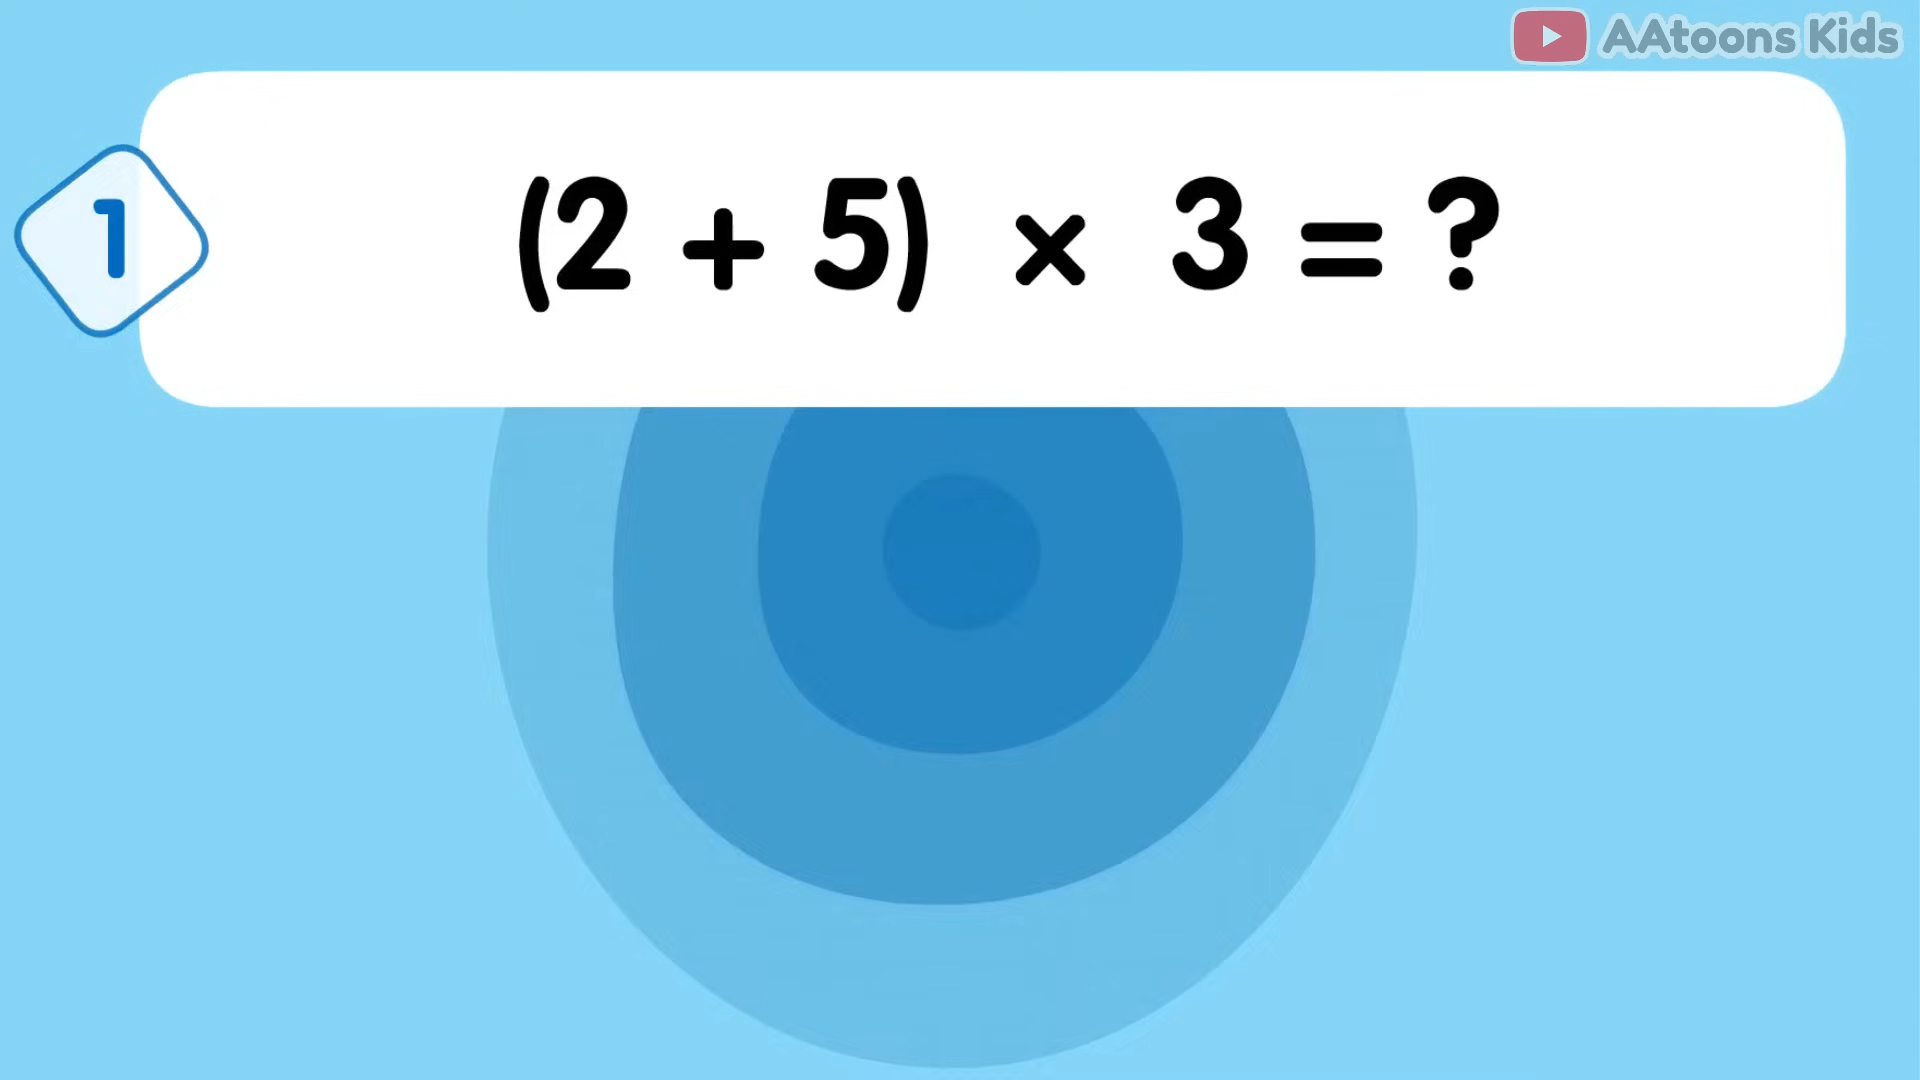 AAtoons Kids
1
(2 + 5) × 3 = ?